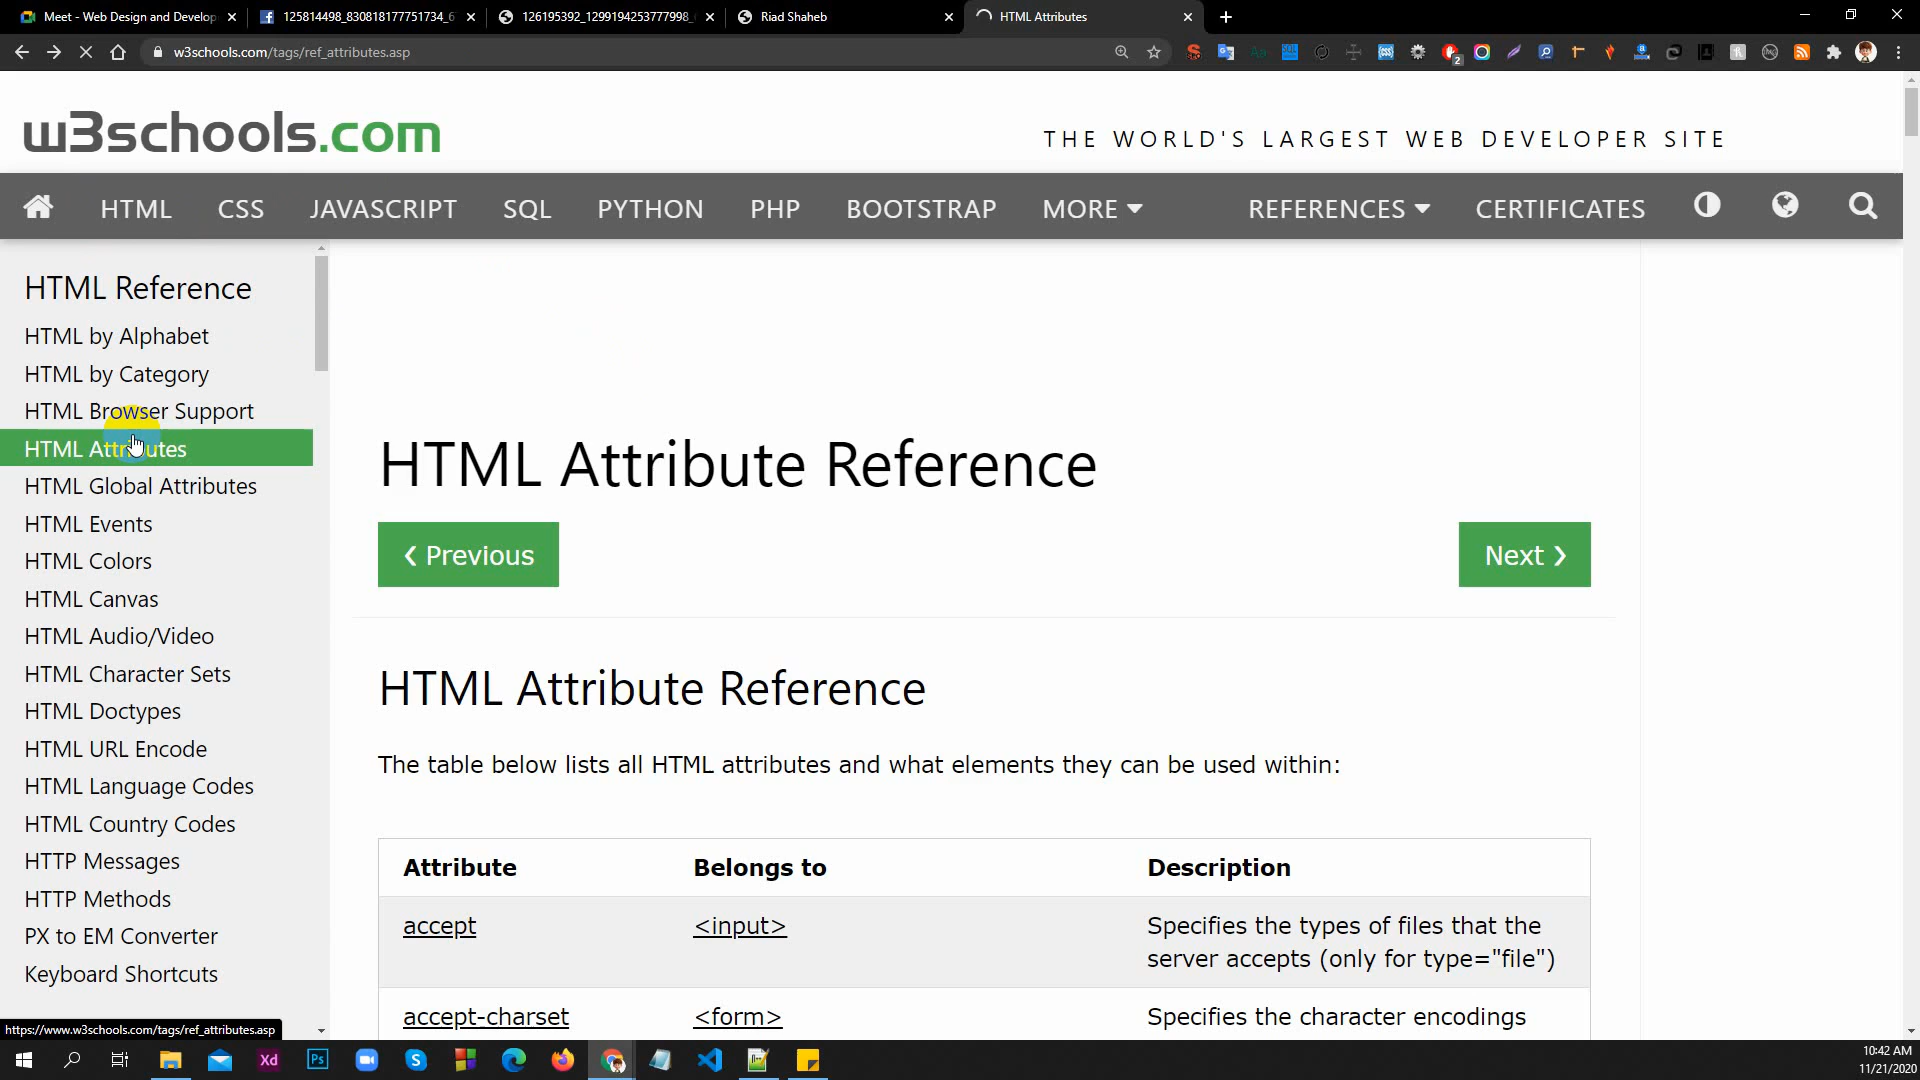 Meet - Web Design and Develop
125814498_830818177751734_6
126195392_1299194253777998_
Riad Shaheb
HTML Attributes
w3schools.com/tags/ref_attributes.asp
2
w3schools.com
THE WORLD'S LARGEST WEB DEVELOPER SITE
HTML CSS JAVASCRIPT SQL PYTHON PHP BOOTSTRAP MORE REFERENCES CERTIFICATES
HTML Reference
HTML by Alphabet
HTML by Category
HTML Browser Support
HTML Attributes
HTML Global Attributes
HTML Events
HTML Colors
HTML Canvas
HTML Audio/Video
HTML Character Sets
HTML Doctypes
HTML URL Encode
HTML Language Codes
HTML Country Codes
HTTP Messages
HTTP Methods
PX to EM Converter
Keyboard Shortcuts
HTML Attribute Reference
❮ Previous
Next ❯
HTML Attribute Reference
The table below lists all HTML attributes and what elements they can be used within:
Attribute Belongs to Description
accept <input> Specifies the types of files that the
server accepts (only for type="file")
accept-charset <form> Specifies the character encodings
https://www.w3schools.com/tags/ref_attributes.asp
Xd
Ps
10:42 AM
11/21/2020